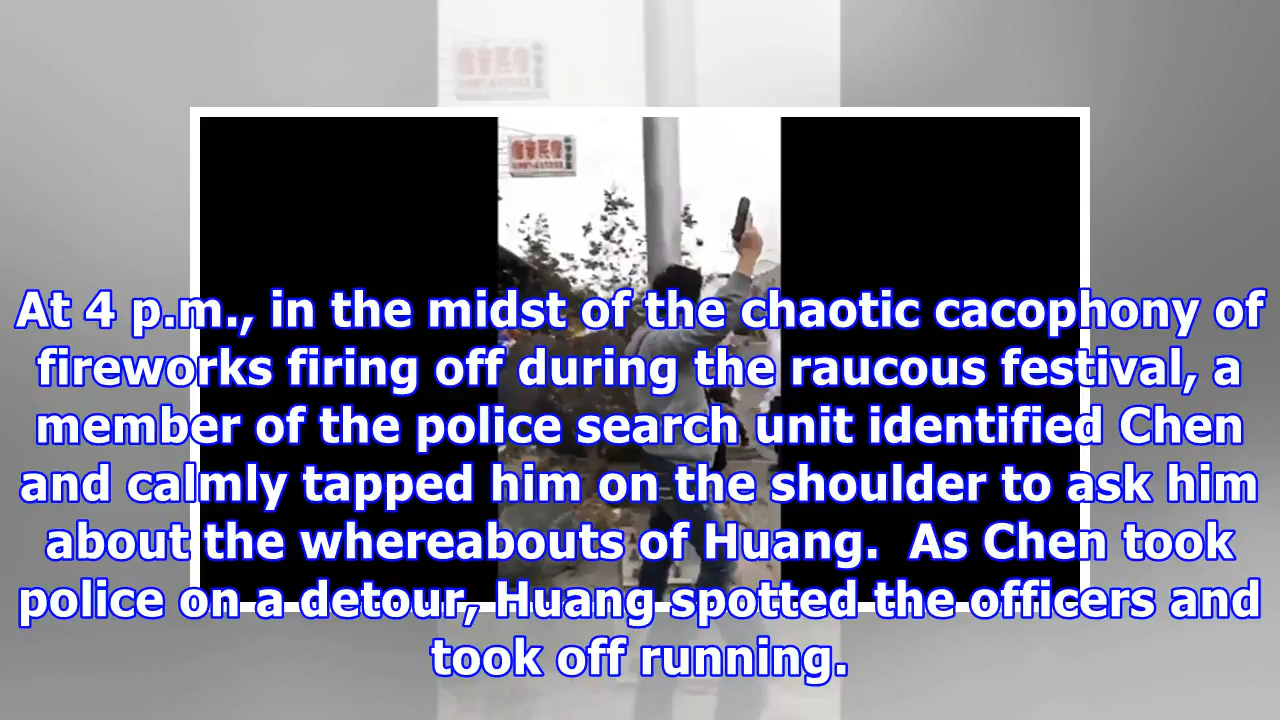 At 4 p.m., in the midst of the chaotic cacophony of
fireworks firing off during the raucous festival, a
member of the police search unit identified Chen
and calmly tapped him on the shoulder to ask him
about the whereabouts of Huang.  As Chen took
police on a detour, Huang spotted the officers and
took off running.